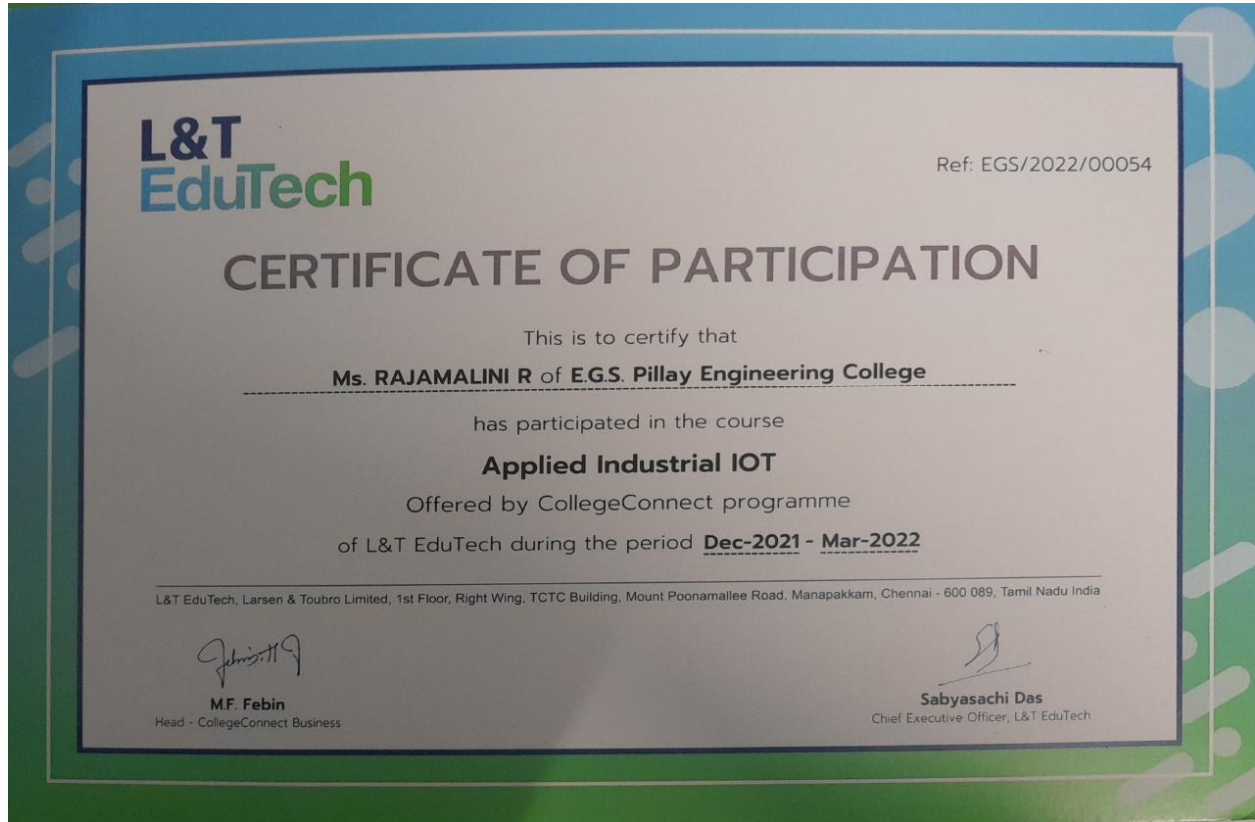 L&T
EduTech
Ref: EGS/2022/00054
CERTIFICATE OF PARTICIPATION
This is to certify that
Ms. RAJAMALINI R of E.G.S. Pillay Engineering College
has participated in the course
Applied Industrial IOT
Offered by CollegeConnect programme
of L&T EduTech during the period Dec-2021 - Mar-2022
L&T EduTech, Larsen & Toubro Limited, 1st Floor, Right Wing, TCTC Building, Mount Poonamallee Road, Manapakkam, Chennai - 600 089, Tamil Nadu India
M.F. Febin
Head - CollegeConnect Business
Sabyasachi Das
Chief Executive Officer, L&T EduTech